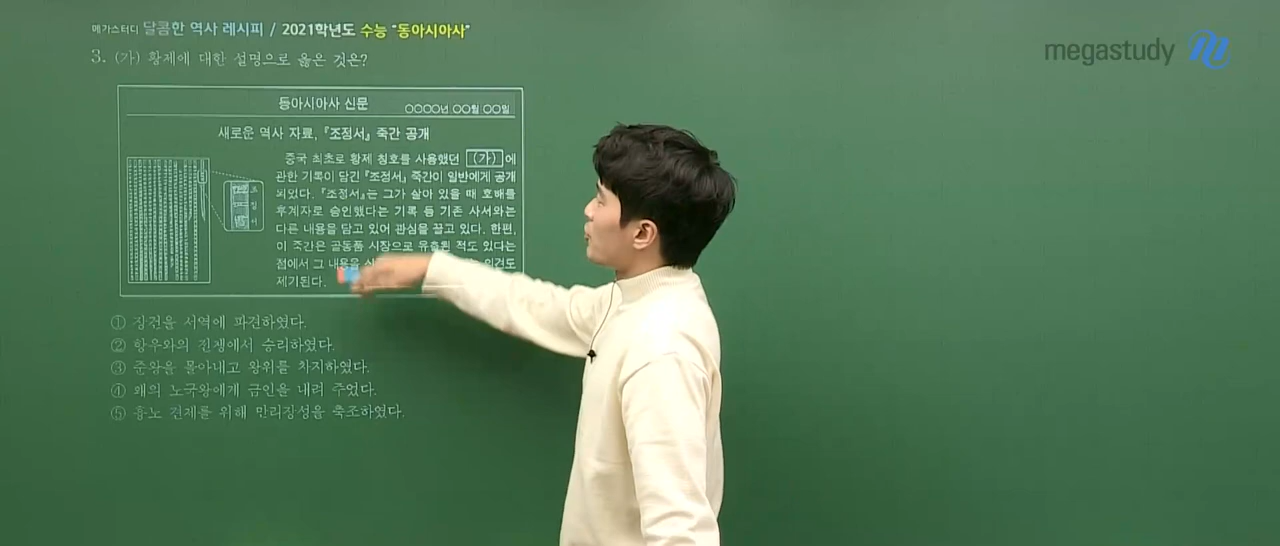 메가스터디 달콤한 역사 레시피 / 2021학년도 수능 "동아시아사"
megastudy
3. (가) 황제에 대한 설명으로 옳은 것은?
동아시아사 신문
○○○○년 ○○월 ○○일
새로운 역사 자료, 『조정서』 죽간 공개
중국 최초로 황제 칭호를 사용했던 (가) 에
관한 기록이 담긴 『조정서』 죽간이 일반에게 공개
되었다. 『조정서』는 그가 살아 있을 때 호해를
후계자로 승인했다는 기록 등 기존 사서와는
다른 내용을 담고 있어 관심을 끌고 있다. 한편,
이 죽간은 골동품 시장으로 유출된 적도 있다는
점에서 그 내용을 의견도
제기된다.
조
정
서
① 장건을 서역에 파견하였다.
② 항우와의 전쟁에서 승리하였다.
③ 준왕을 몰아내고 왕위를 차지하였다.
④ 왜의 노국왕에게 금인을 내려 주었다.
⑤ 흉노 견제를 위해 만리장성을 축조하였다.